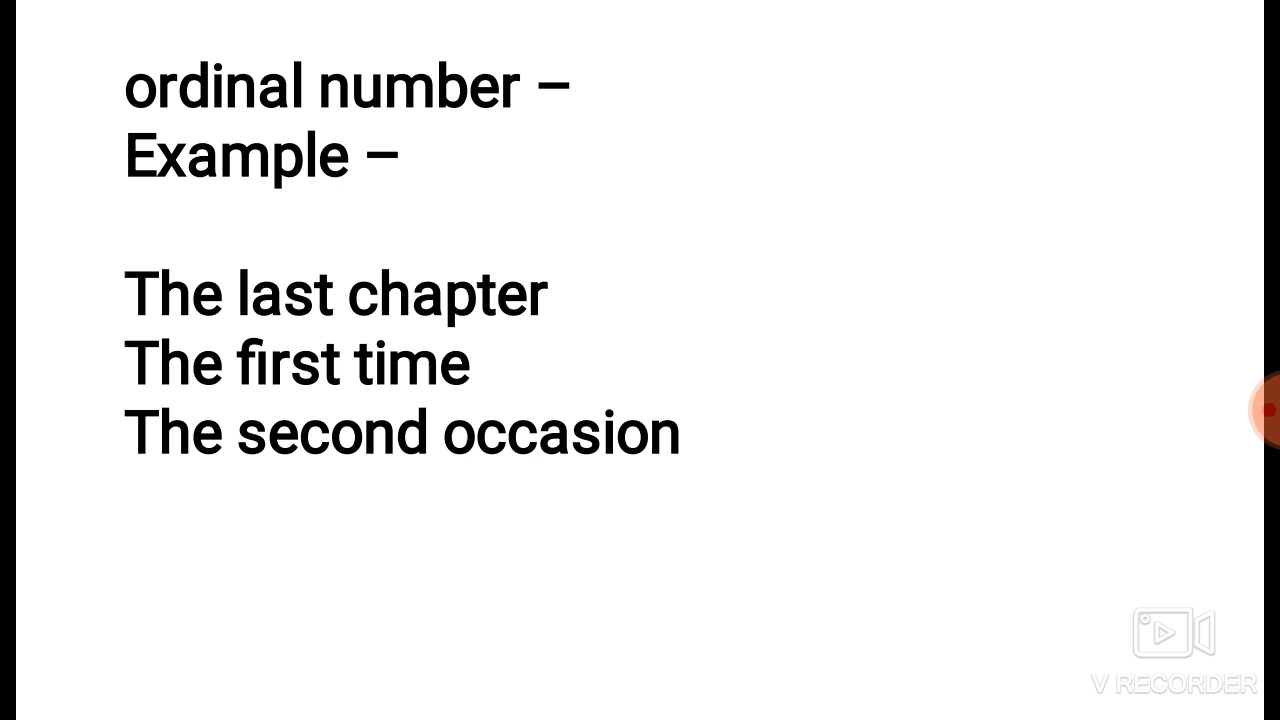 ordinal number –
Example –
The last chapter
The first time
The second occasion
V RECORDER